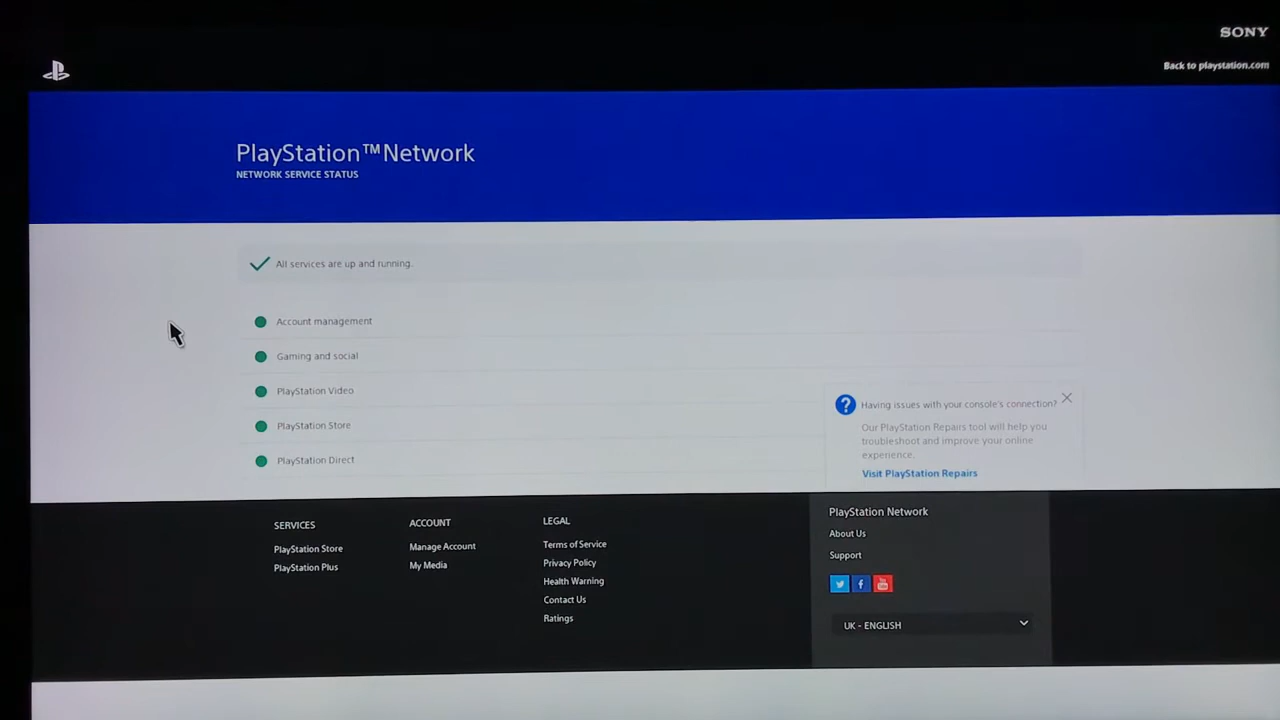 SONY
Back to playstation.com
PlayStation™Network
NETWORK SERVICE STATUS
All services are up and running.
Account management
Gaming and social
PlayStation Video
PlayStation Store
PlayStation Direct
Having issues with your console's connection?
Our PlayStation Repairs tool will help you
troubleshoot and improve your online
experience.
Visit PlayStation Repairs
SERVICES
PlayStation Store
PlayStation Plus
ACCOUNT
Manage Account
My Media
LEGAL
Terms of Service
Privacy Policy
Health Warning
Contact Us
Ratings
PlayStation Network
About Us
Support
UK - ENGLISH